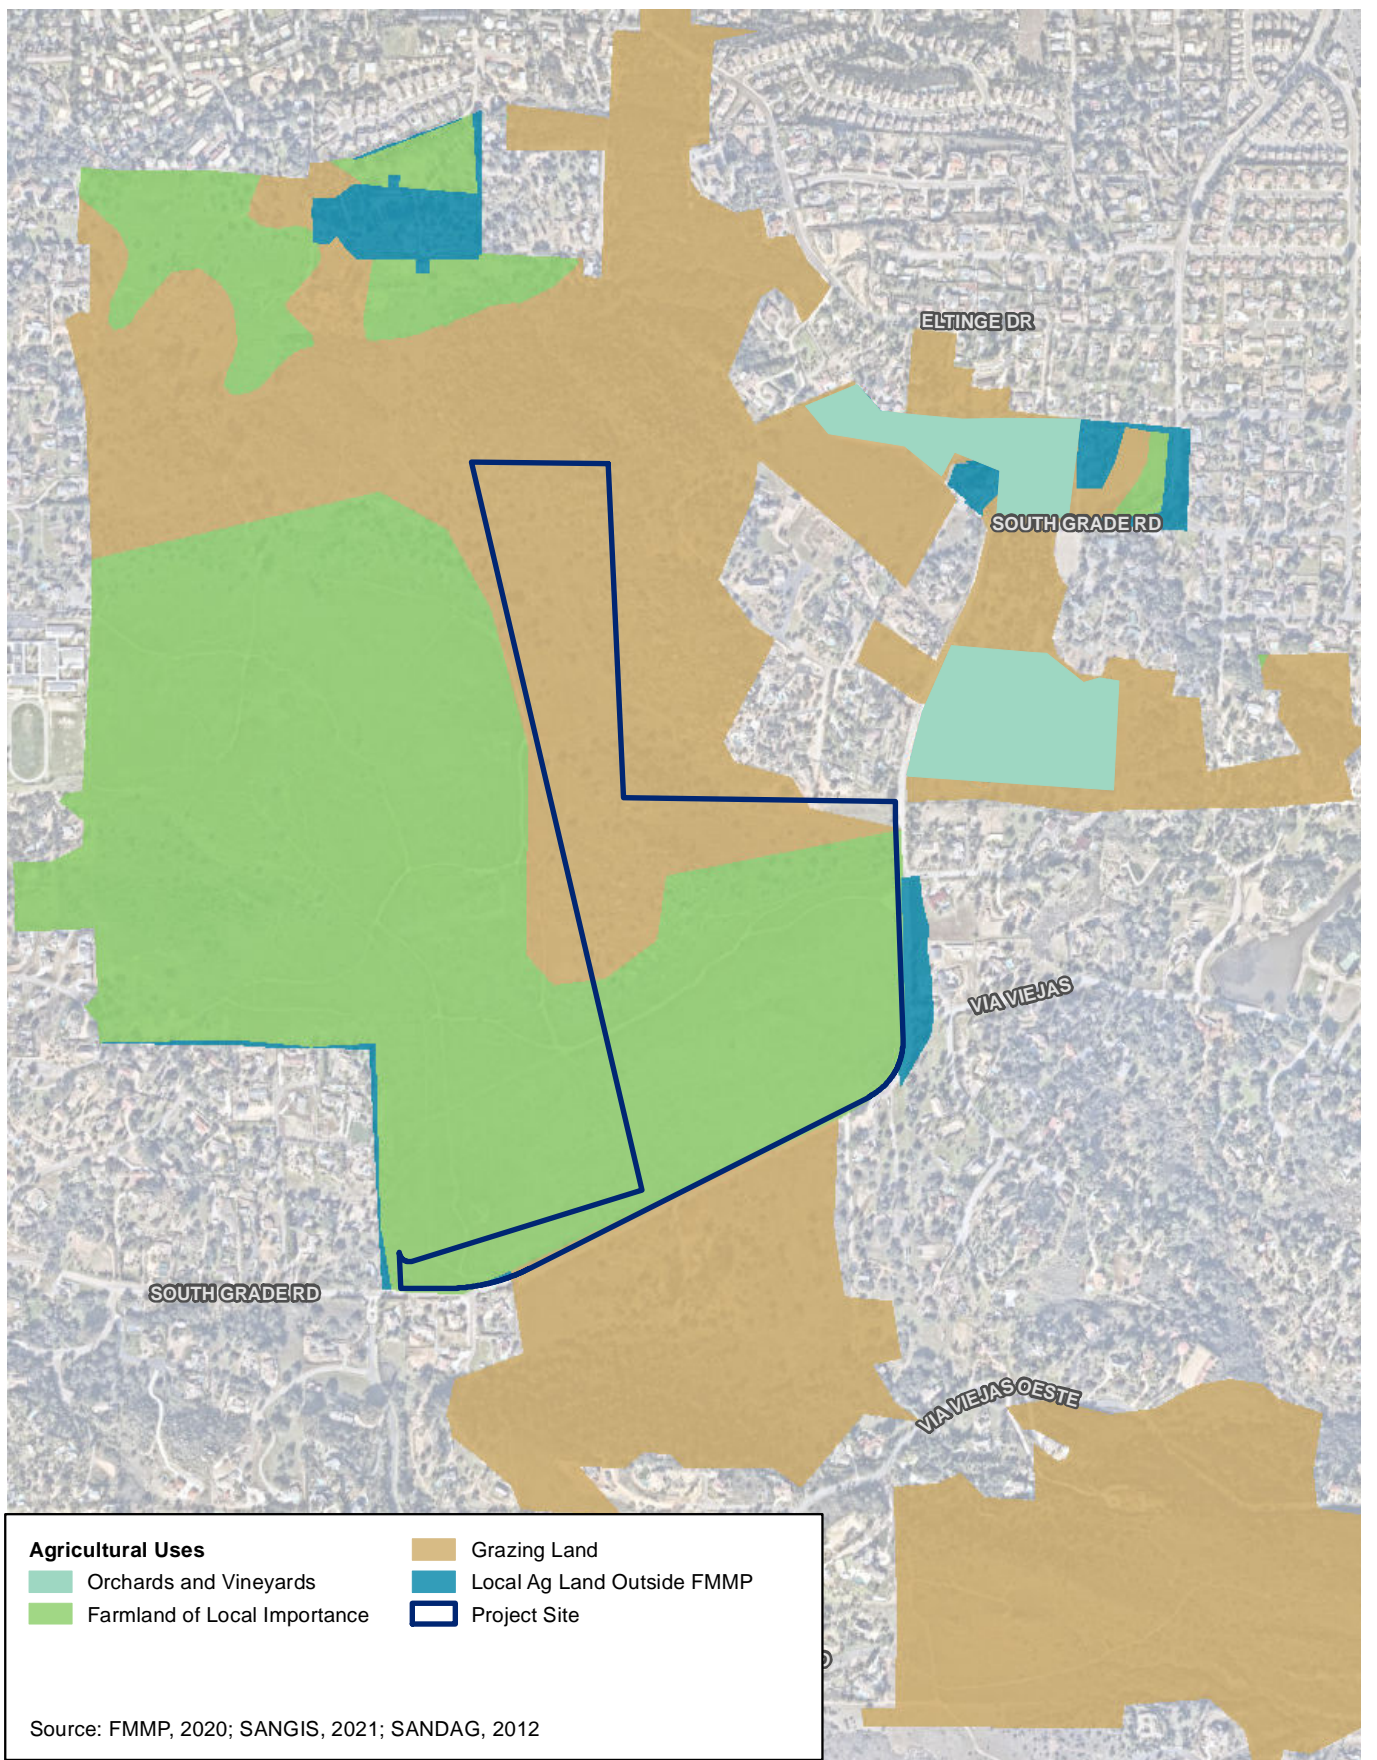 ELTINGE DR
SOUTH GRADE RD
VIA VIEJAS
SOUTH GRADE RD
VIA VIEJAS OESTE
Agricultural Uses
Orchards and Vineyards
Farmland of Local Importance
Grazing Land
Local Ag Land Outside FMMP
Project Site
Source: FMMP, 2020; SANGIS, 2021; SANDAG, 2012